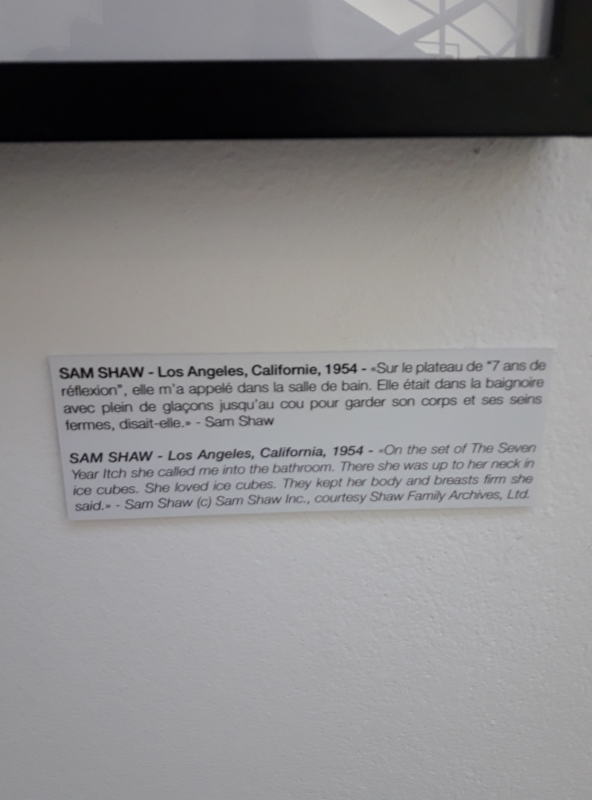 SAM SHAW - Los Angeles, Californie, 1954 - «Sur le plateau de "7 ans de
réflexion", elle m'a appelé dans la salle de bain. Elle était dans la baignoire
avec plein de glaçons jusqu'au cou pour garder son corps et ses seins
fermes, disait-elle.» - Sam Shaw
SAM SHAW - Los Angeles, California, 1954 - «On the set of The Seven
Year Itch she called me into the bathroom. There she was up to her neck in
ice cubes. She loved ice cubes. They kept her body and breasts firm she
said.» - Sam Shaw (c) Sam Shaw Inc., courtesy Shaw Family Archives, Ltd.